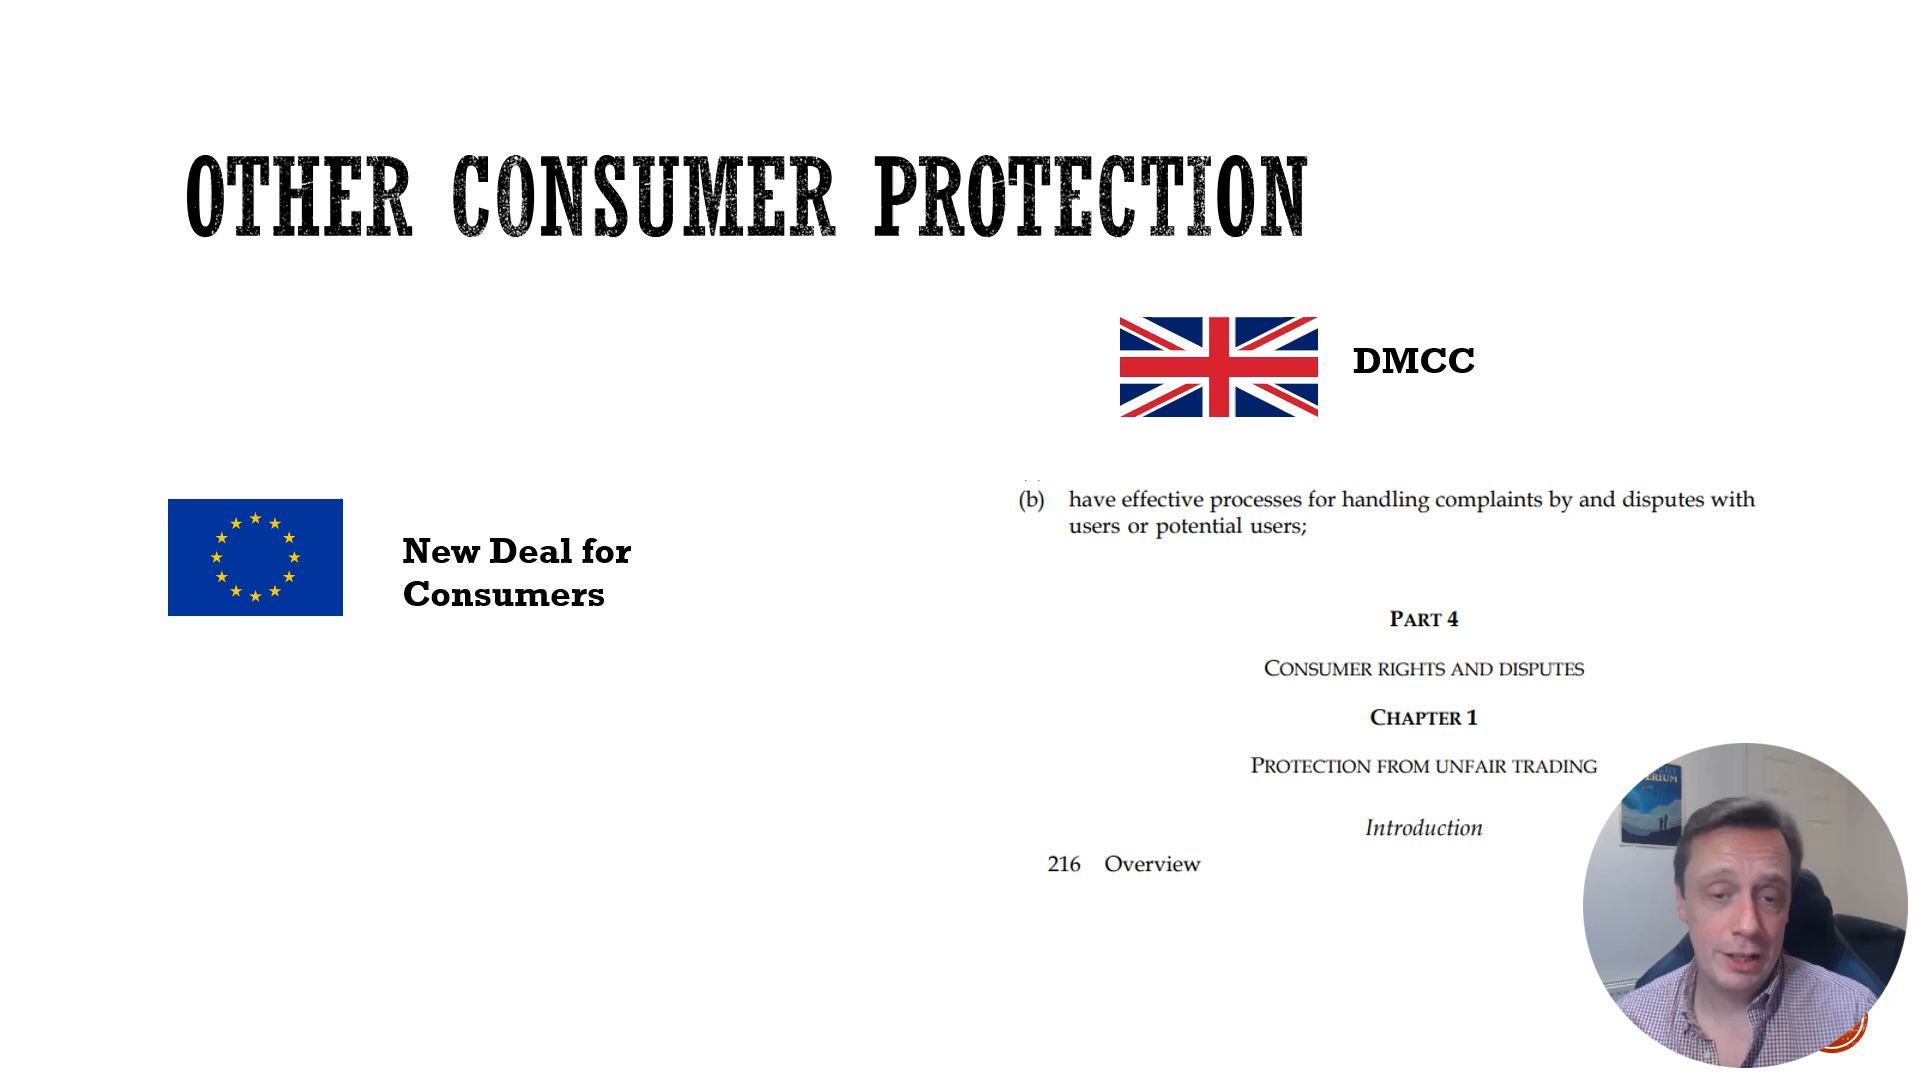 OTHER CONSUMER PROTECTION
DMCC
New Deal for
Consumers
(b) have effective processes for handling complaints by and disputes with
users or potential users;
PART 4
CONSUMER RIGHTS AND DISPUTES
CHAPTER 1
PROTECTION FROM UNFAIR TRADING
Introduction
216 Overview